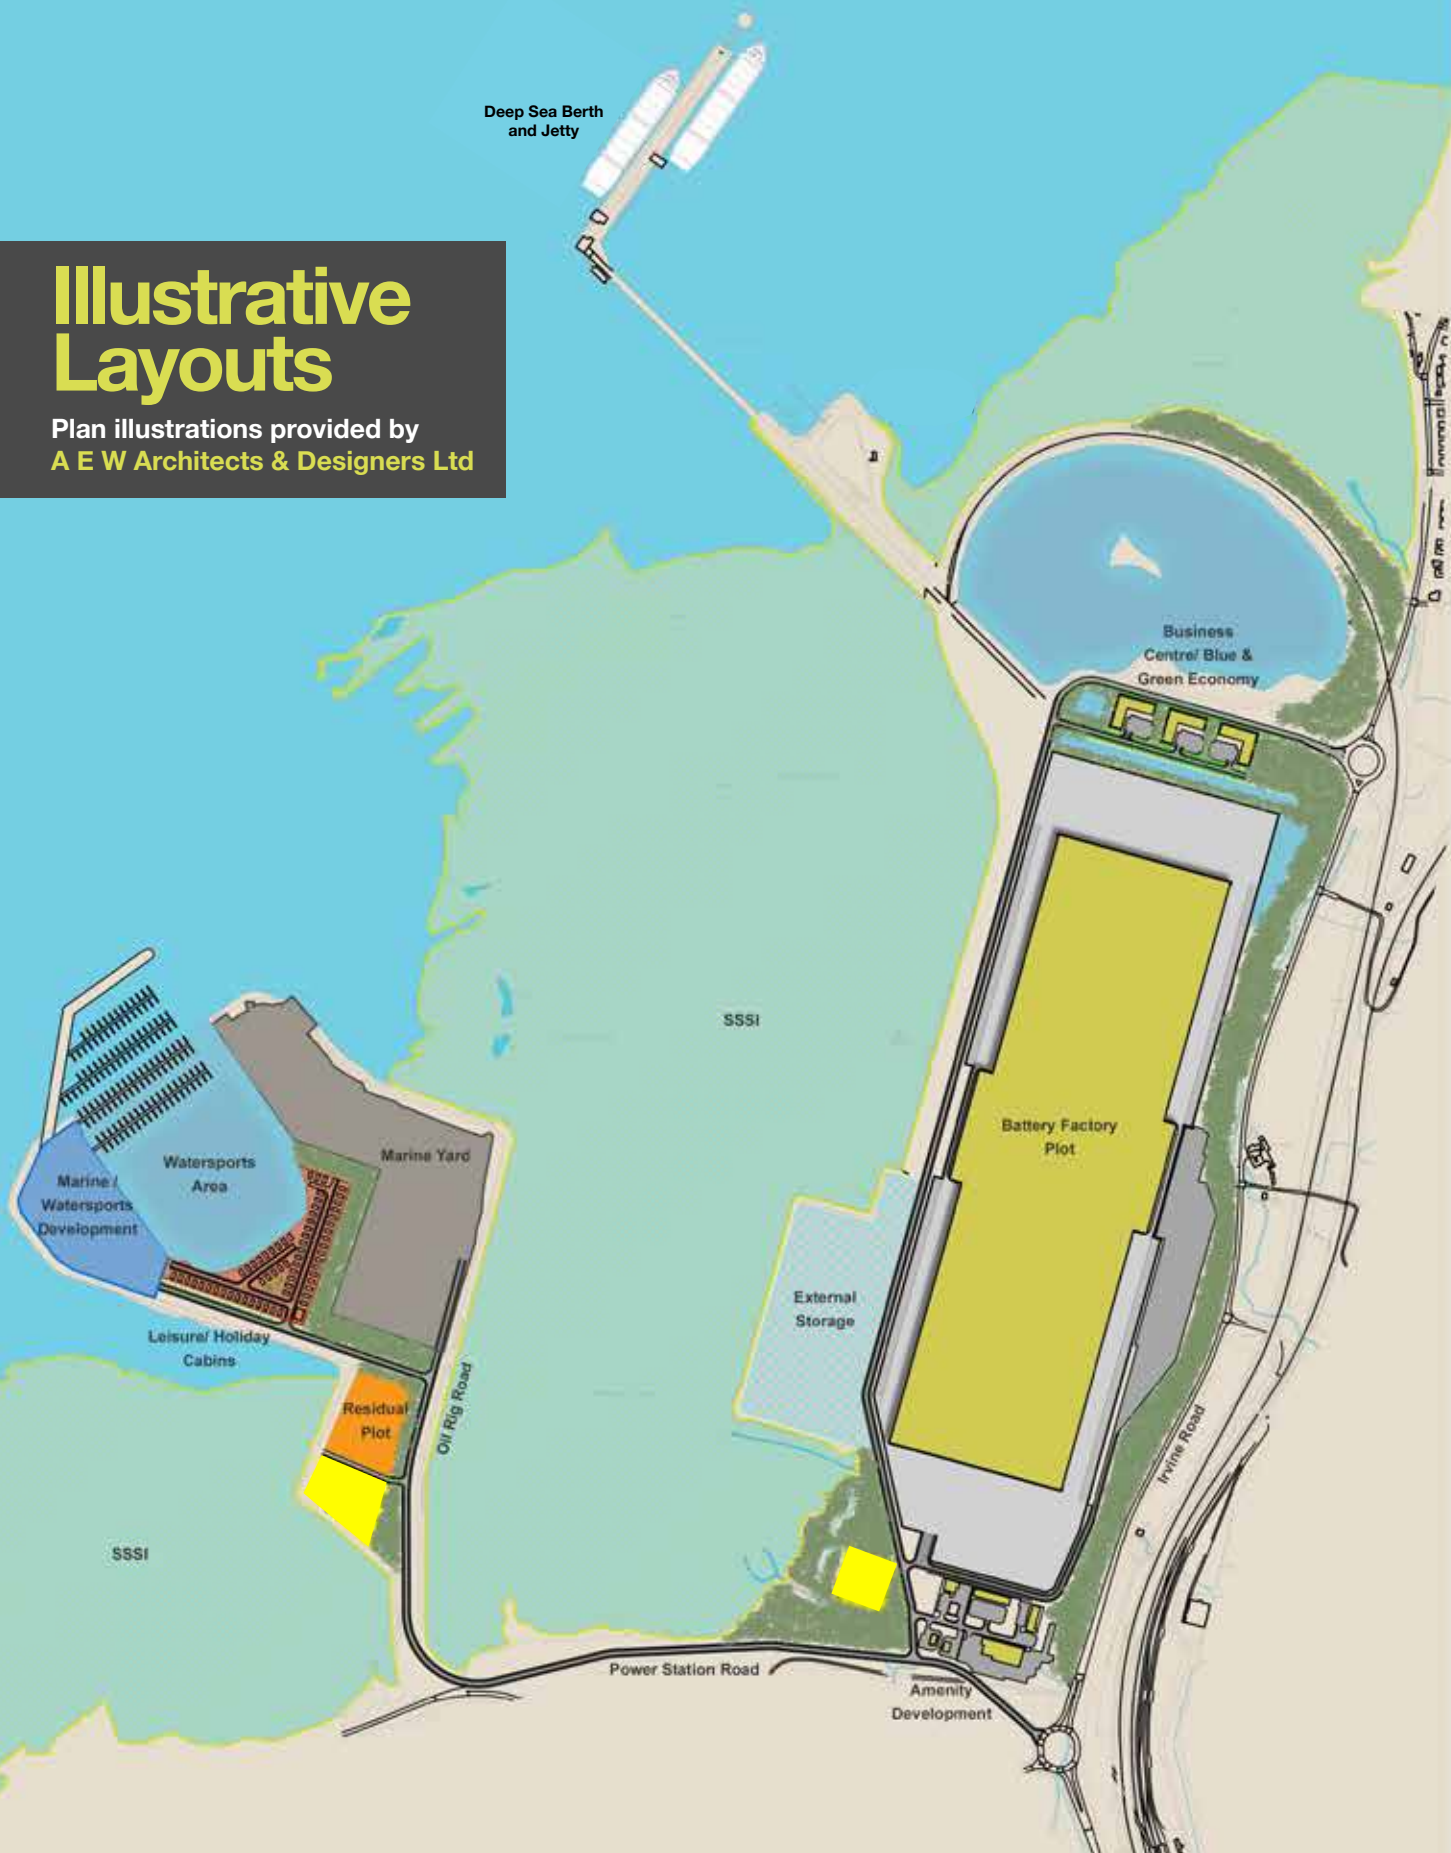 Deep Sea Berth
and Jetty
Illustrative
Layouts
Plan illustrations provided by
A E W Architects & Designers Ltd
Business
Centre/ Blue &
Green Economy
SSSI
Battery Factory
Plot
Marine Yard
Watersports
Area
Marine /
Watersports
Development
External
Storage
Leisure/ Holiday
Cabins
Oil Rig Road
Residual
Plot
Irvine Road
SSSI
Power Station Road
Amenity
Development